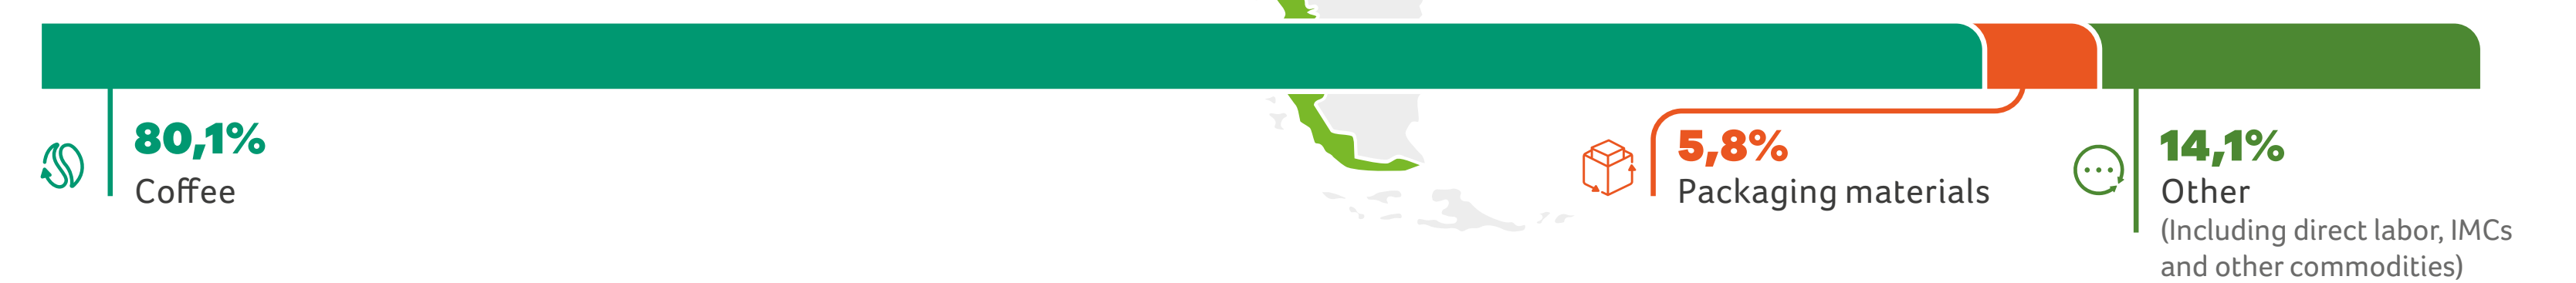 80,1%
Coffee
5,8%
Packaging materials
14,1%
Other
(Including direct labor, IMCs
and other commodities)